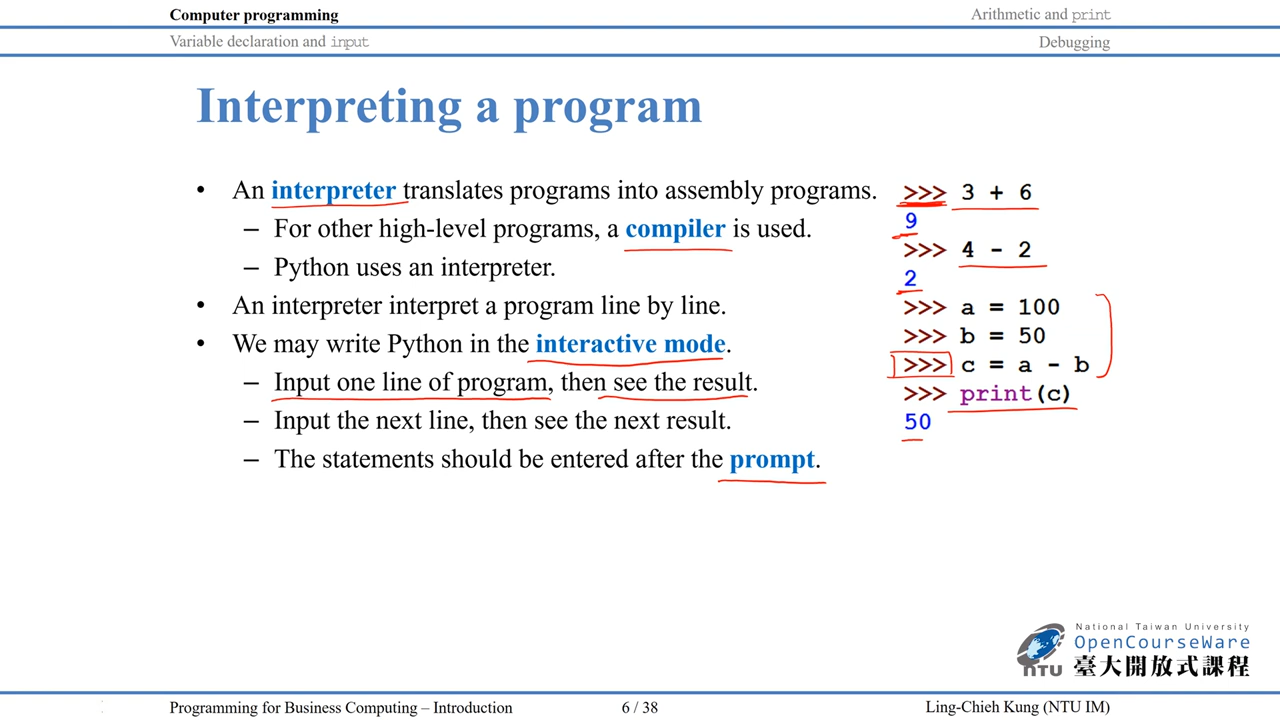 Computer programming
Arithmetic and print
Variable declaration and input
Debugging
Interpreting a program
• An interpreter translates programs into assembly programs.
– For other high-level programs, a compiler is used.
– Python uses an interpreter.
• An interpreter interpret a program line by line.
• We may write Python in the interactive mode.
– Input one line of program, then see the result.
– Input the next line, then see the next result.
– The statements should be entered after the prompt.
>>> 3 + 6
9
>>> 4 - 2
2
>>> a = 100
>>> b = 50
>>> c = a - b
>>> print(c)
50
National Taiwan University
OpenCourseWare
臺大開放式課程
NTU
Programming for Business Computing – Introduction
6 / 38
Ling-Chieh Kung (NTU IM)